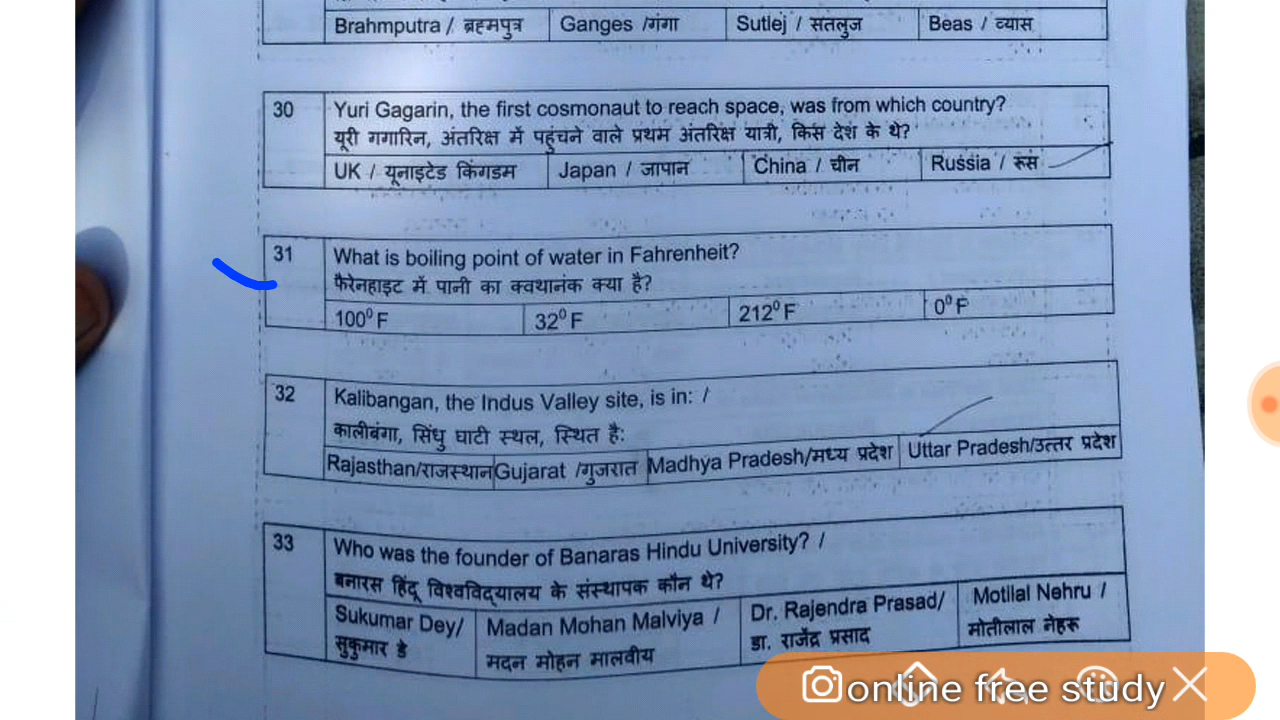 Brahmputra / ब्रह्मपुत्र Ganges /गंगा Sutlej / सतलुज Beas / व्यास
30 Yuri Gagarin, the first cosmonaut to reach space, was from which country?
यूरी गगारिन, अंतरिक्ष में पहुंचने वाले प्रथम अंतरिक्ष यात्री, किस देश के थे?
UK / यूनाइटेड किंगडम Japan / जापान China / चीन Russia / रूस
31 What is boiling point of water in Fahrenheit?
फैरेनहाइट में पानी का क्वथानंक क्या है?
100⁰ F 32⁰ F 212⁰ F 0⁰ F
32 Kalibangan, the Indus Valley site, is in: /
कालीबंगा, सिंधु घाटी स्थल, स्थित है:
Rajasthan/राजस्थान Gujarat /गुजरात Madhya Pradesh/मध्य प्रदेश Uttar Pradesh/उत्तर प्रदेश
33 Who was the founder of Banaras Hindu University? /
बनारस हिंदू विश्वविद्यालय के संस्थापक कौन थे?
Sukumar Dey/ Madan Mohan Malviya / Dr. Rajendra Prasad/ Motilal Nehru /
सुकुमार डे मदन मोहन मालवीय डा. राजेंद्र प्रसाद मोतीलाल नेहरू
online free study